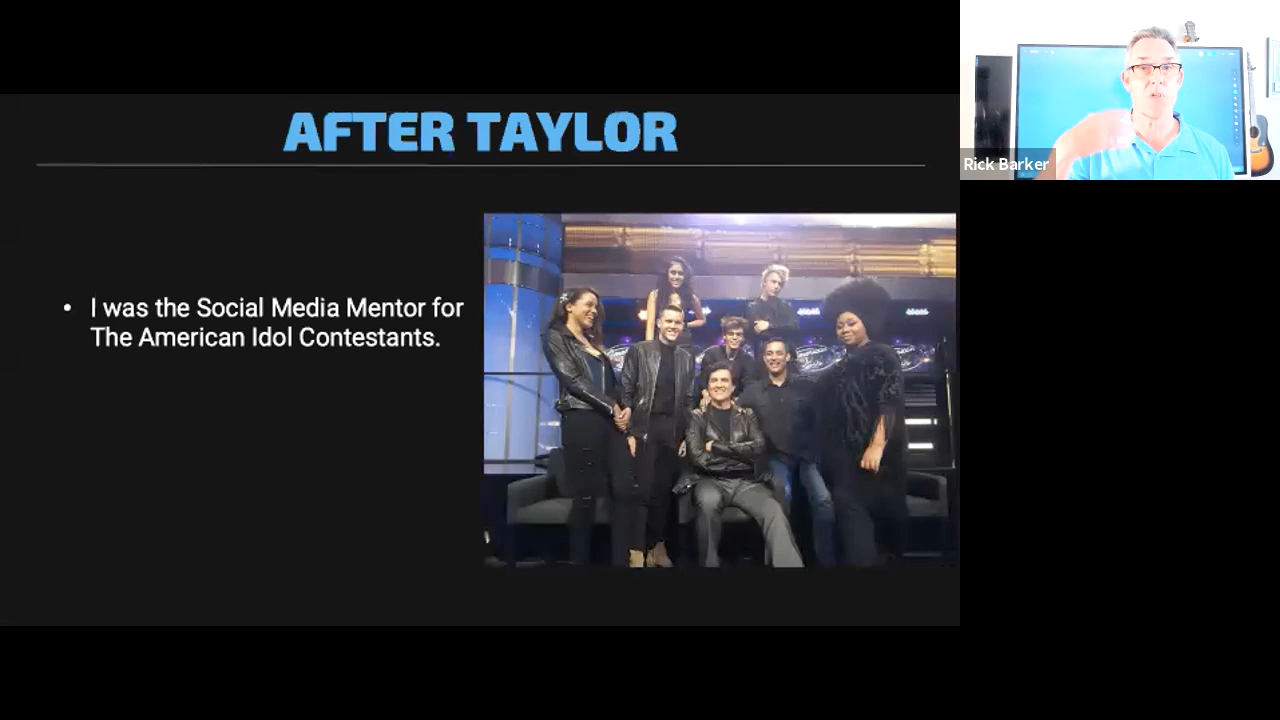 AFTER TAYLOR
• I was the Social Media Mentor for
The American Idol Contestants.
Rick Barker